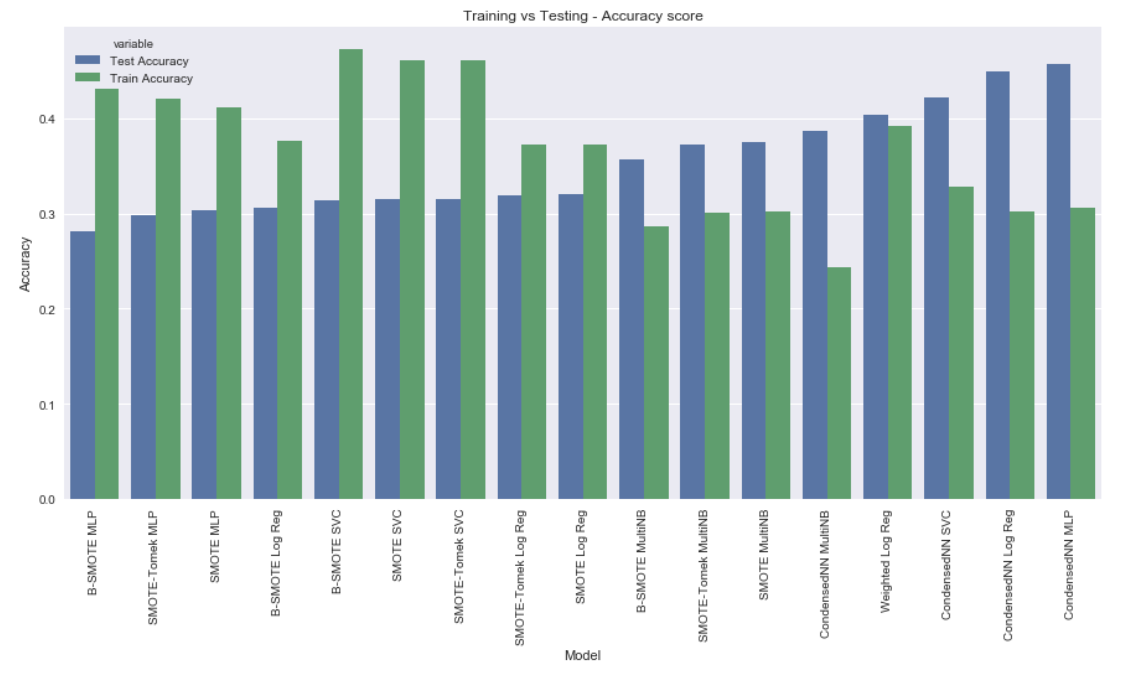 Training vs Testing - Accuracy score
variable
Test Accuracy
Train Accuracy
Accuracy
0.4
0.3
0.2
0.1
0.0
B-SMOTE MLP
SMOTE-Tomek MLP
SMOTE MLP
B-SMOTE Log Reg
B-SMOTE SVC
SMOTE SVC
SMOTE-Tomek SVC
SMOTE-Tomek Log Reg
SMOTE Log Reg
B-SMOTE MultiNB
SMOTE-Tomek MultiNB
SMOTE MultiNB
CondensedNN MultiNB
Weighted Log Reg
CondensedNN SVC
CondensedNN Log Reg
CondensedNN MLP
Model